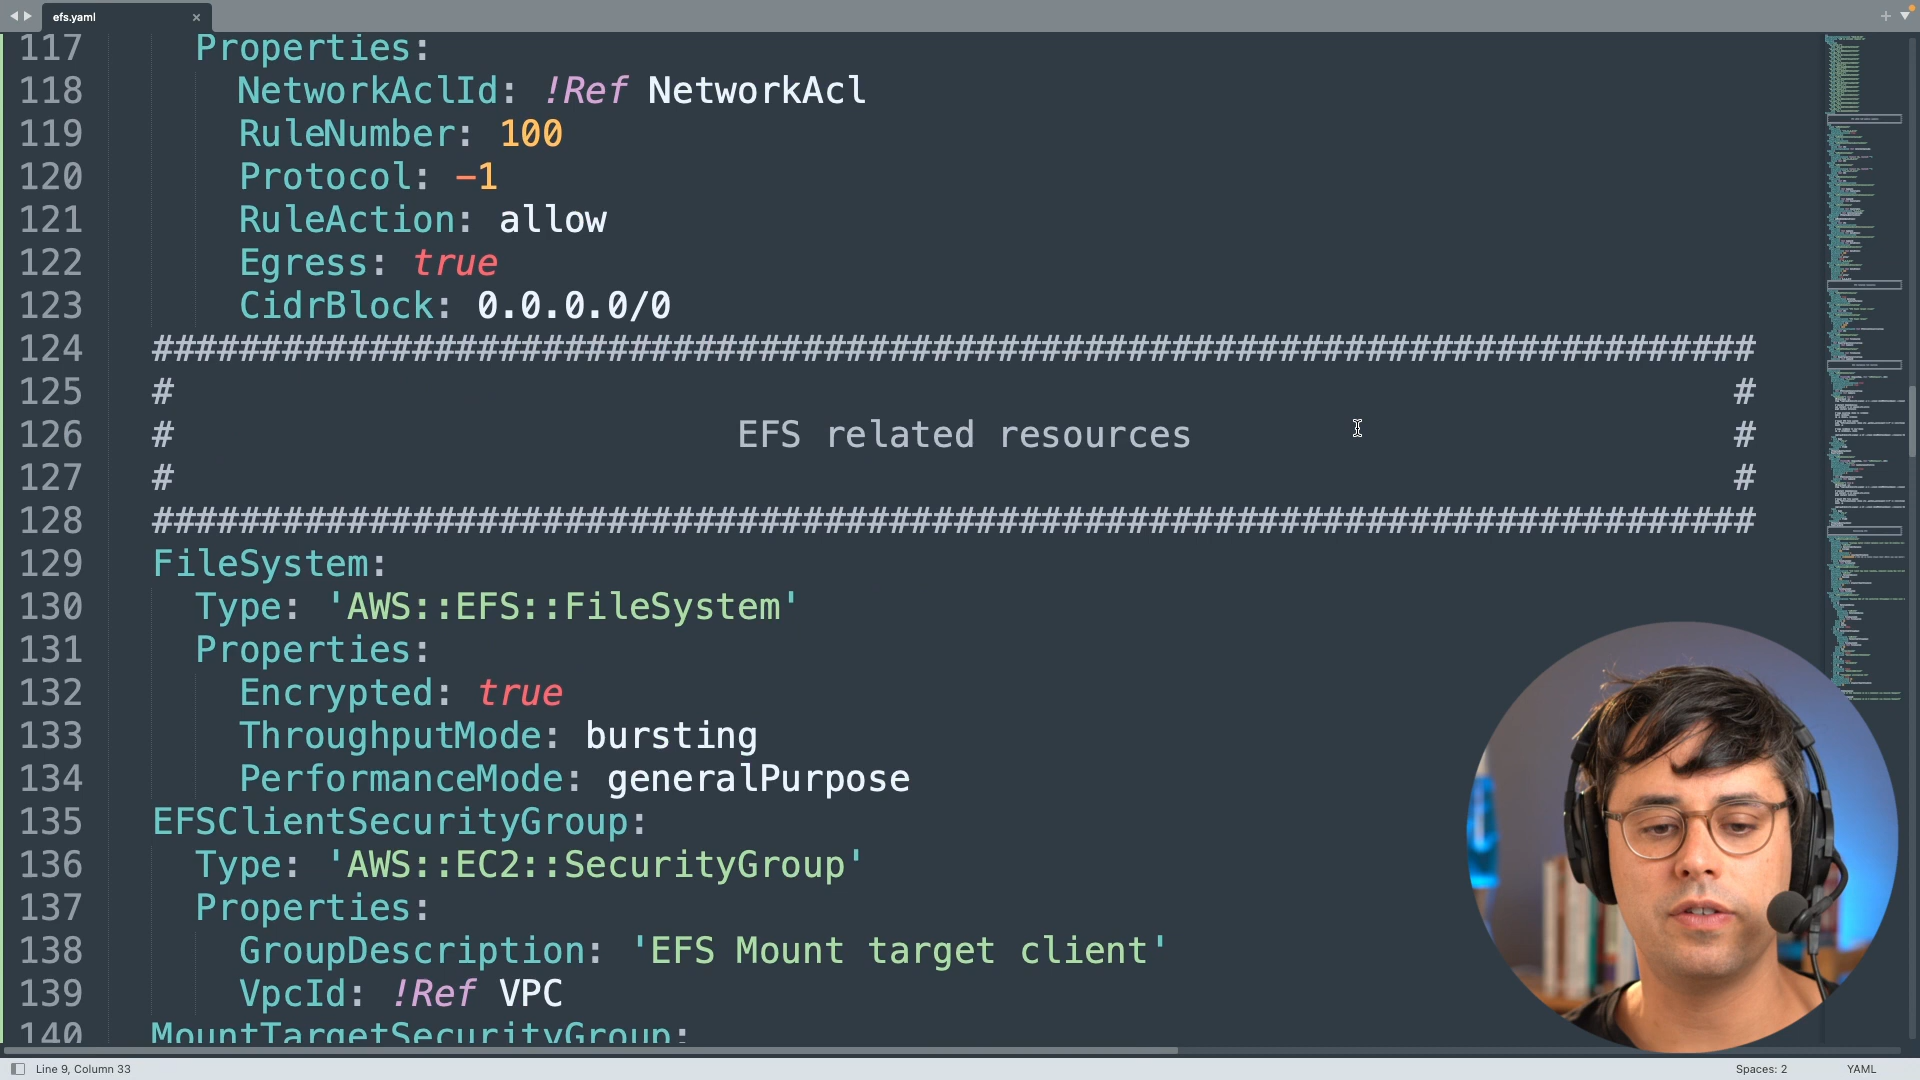 efs.yaml
117 Properties:
118 NetworkAclId: !Ref NetworkAcl
119 RuleNumber: 100
120 Protocol: -1
121 RuleAction: allow
122 Egress: true
123 CidrBlock: 0.0.0.0/0
124 ##########################################################################
125 # #
126 # EFS related resources #
127 # #
128 ##########################################################################
129 FileSystem:
130 Type: 'AWS::EFS::FileSystem'
131 Properties:
132 Encrypted: true
133 ThroughputMode: bursting
134 PerformanceMode: generalPurpose
135 EFSClientSecurityGroup:
136 Type: 'AWS::EC2::SecurityGroup'
137 Properties:
138 GroupDescription: 'EFS Mount target client'
139 VpcId: !Ref VPC
140 MountTargetSecurityGroup:
Line 9, Column 33
Spaces: 2
YAML